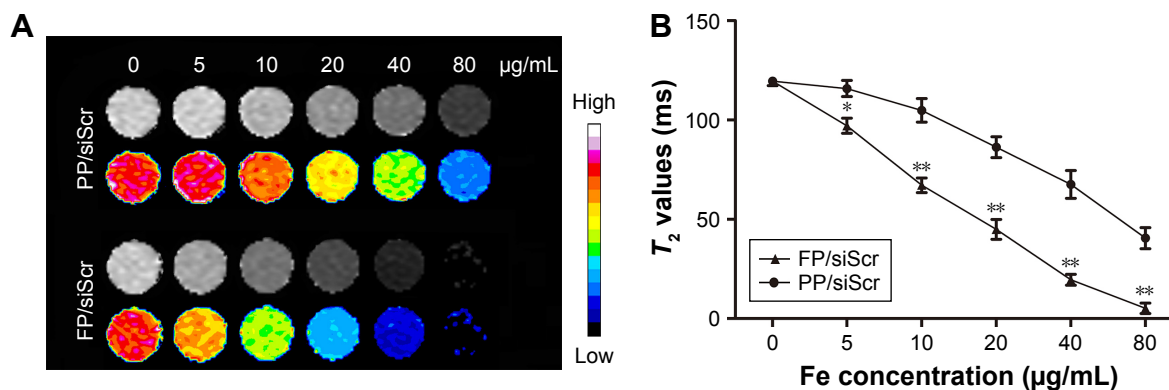 A
0 5 10 20 40 80 µg/mL
PP/siScr
FP/siScr
High
Low
B
150
100
50
0
T2 values (ms)
*
**
**
**
**
FP/siScr
PP/siScr
0 5 10 20 40 80
Fe concentration (µg/mL)